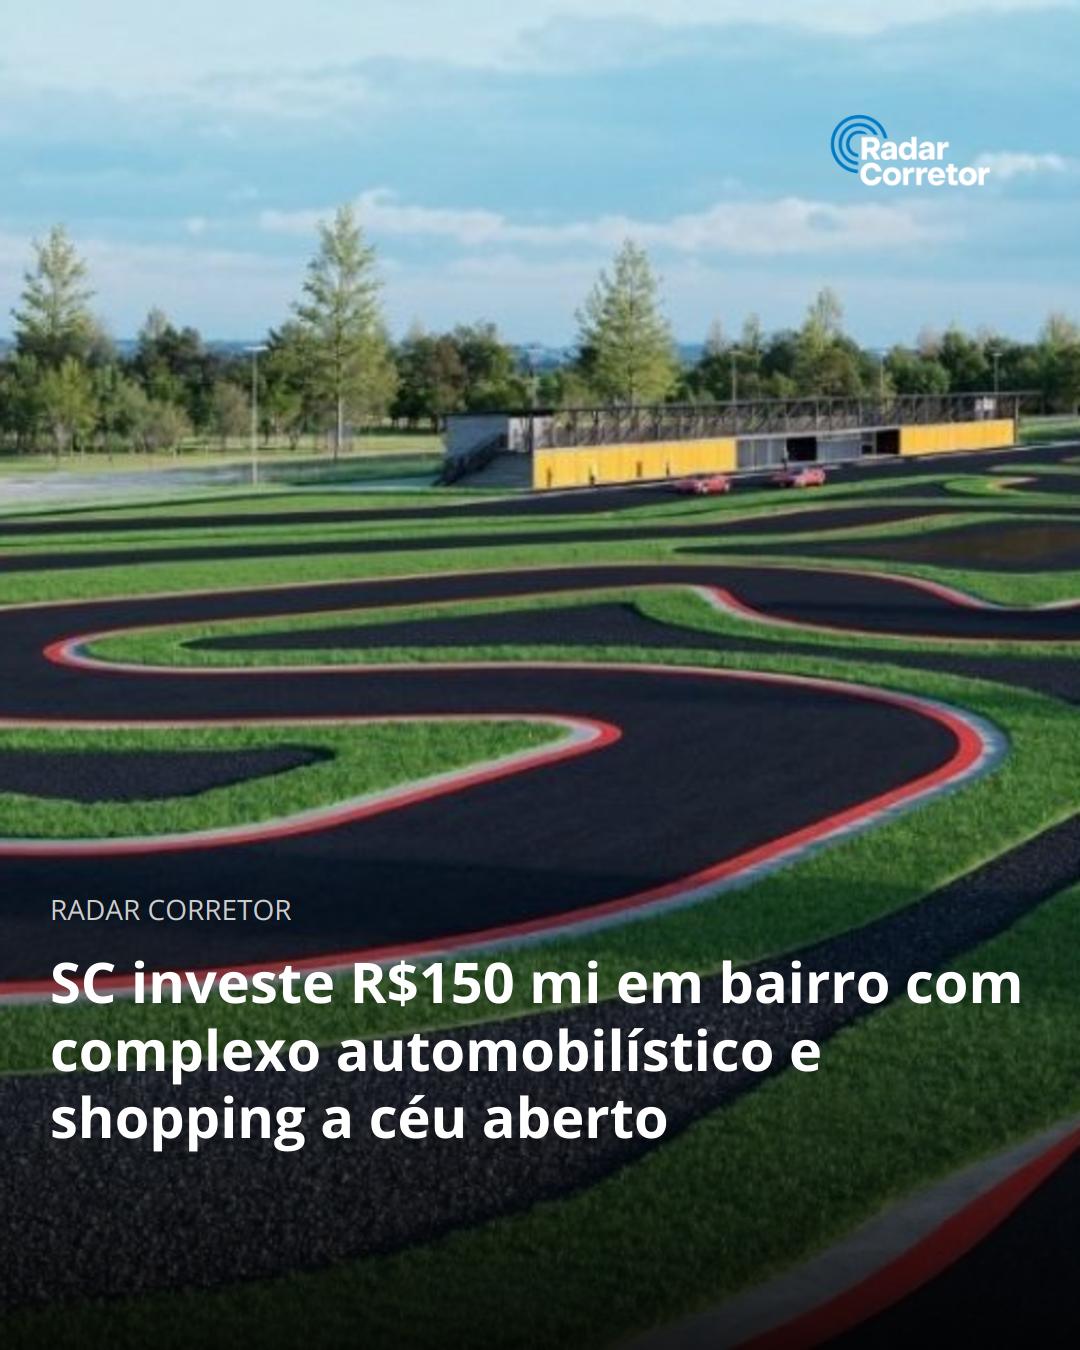 Radar
Corretor
RADAR CORRETOR
SC investe R$150 mi em bairro com
complexo automobilístico e
shopping a céu aberto